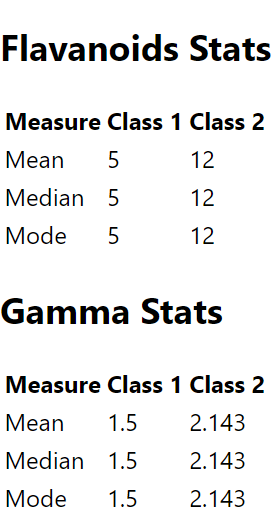 Flavanoids Stats
Measure Class 1 Class 2
Mean 5 12
Median 5 12
Mode 5 12
Gamma Stats
Measure Class 1 Class 2
Mean 1.5 2.143
Median 1.5 2.143
Mode 1.5 2.143